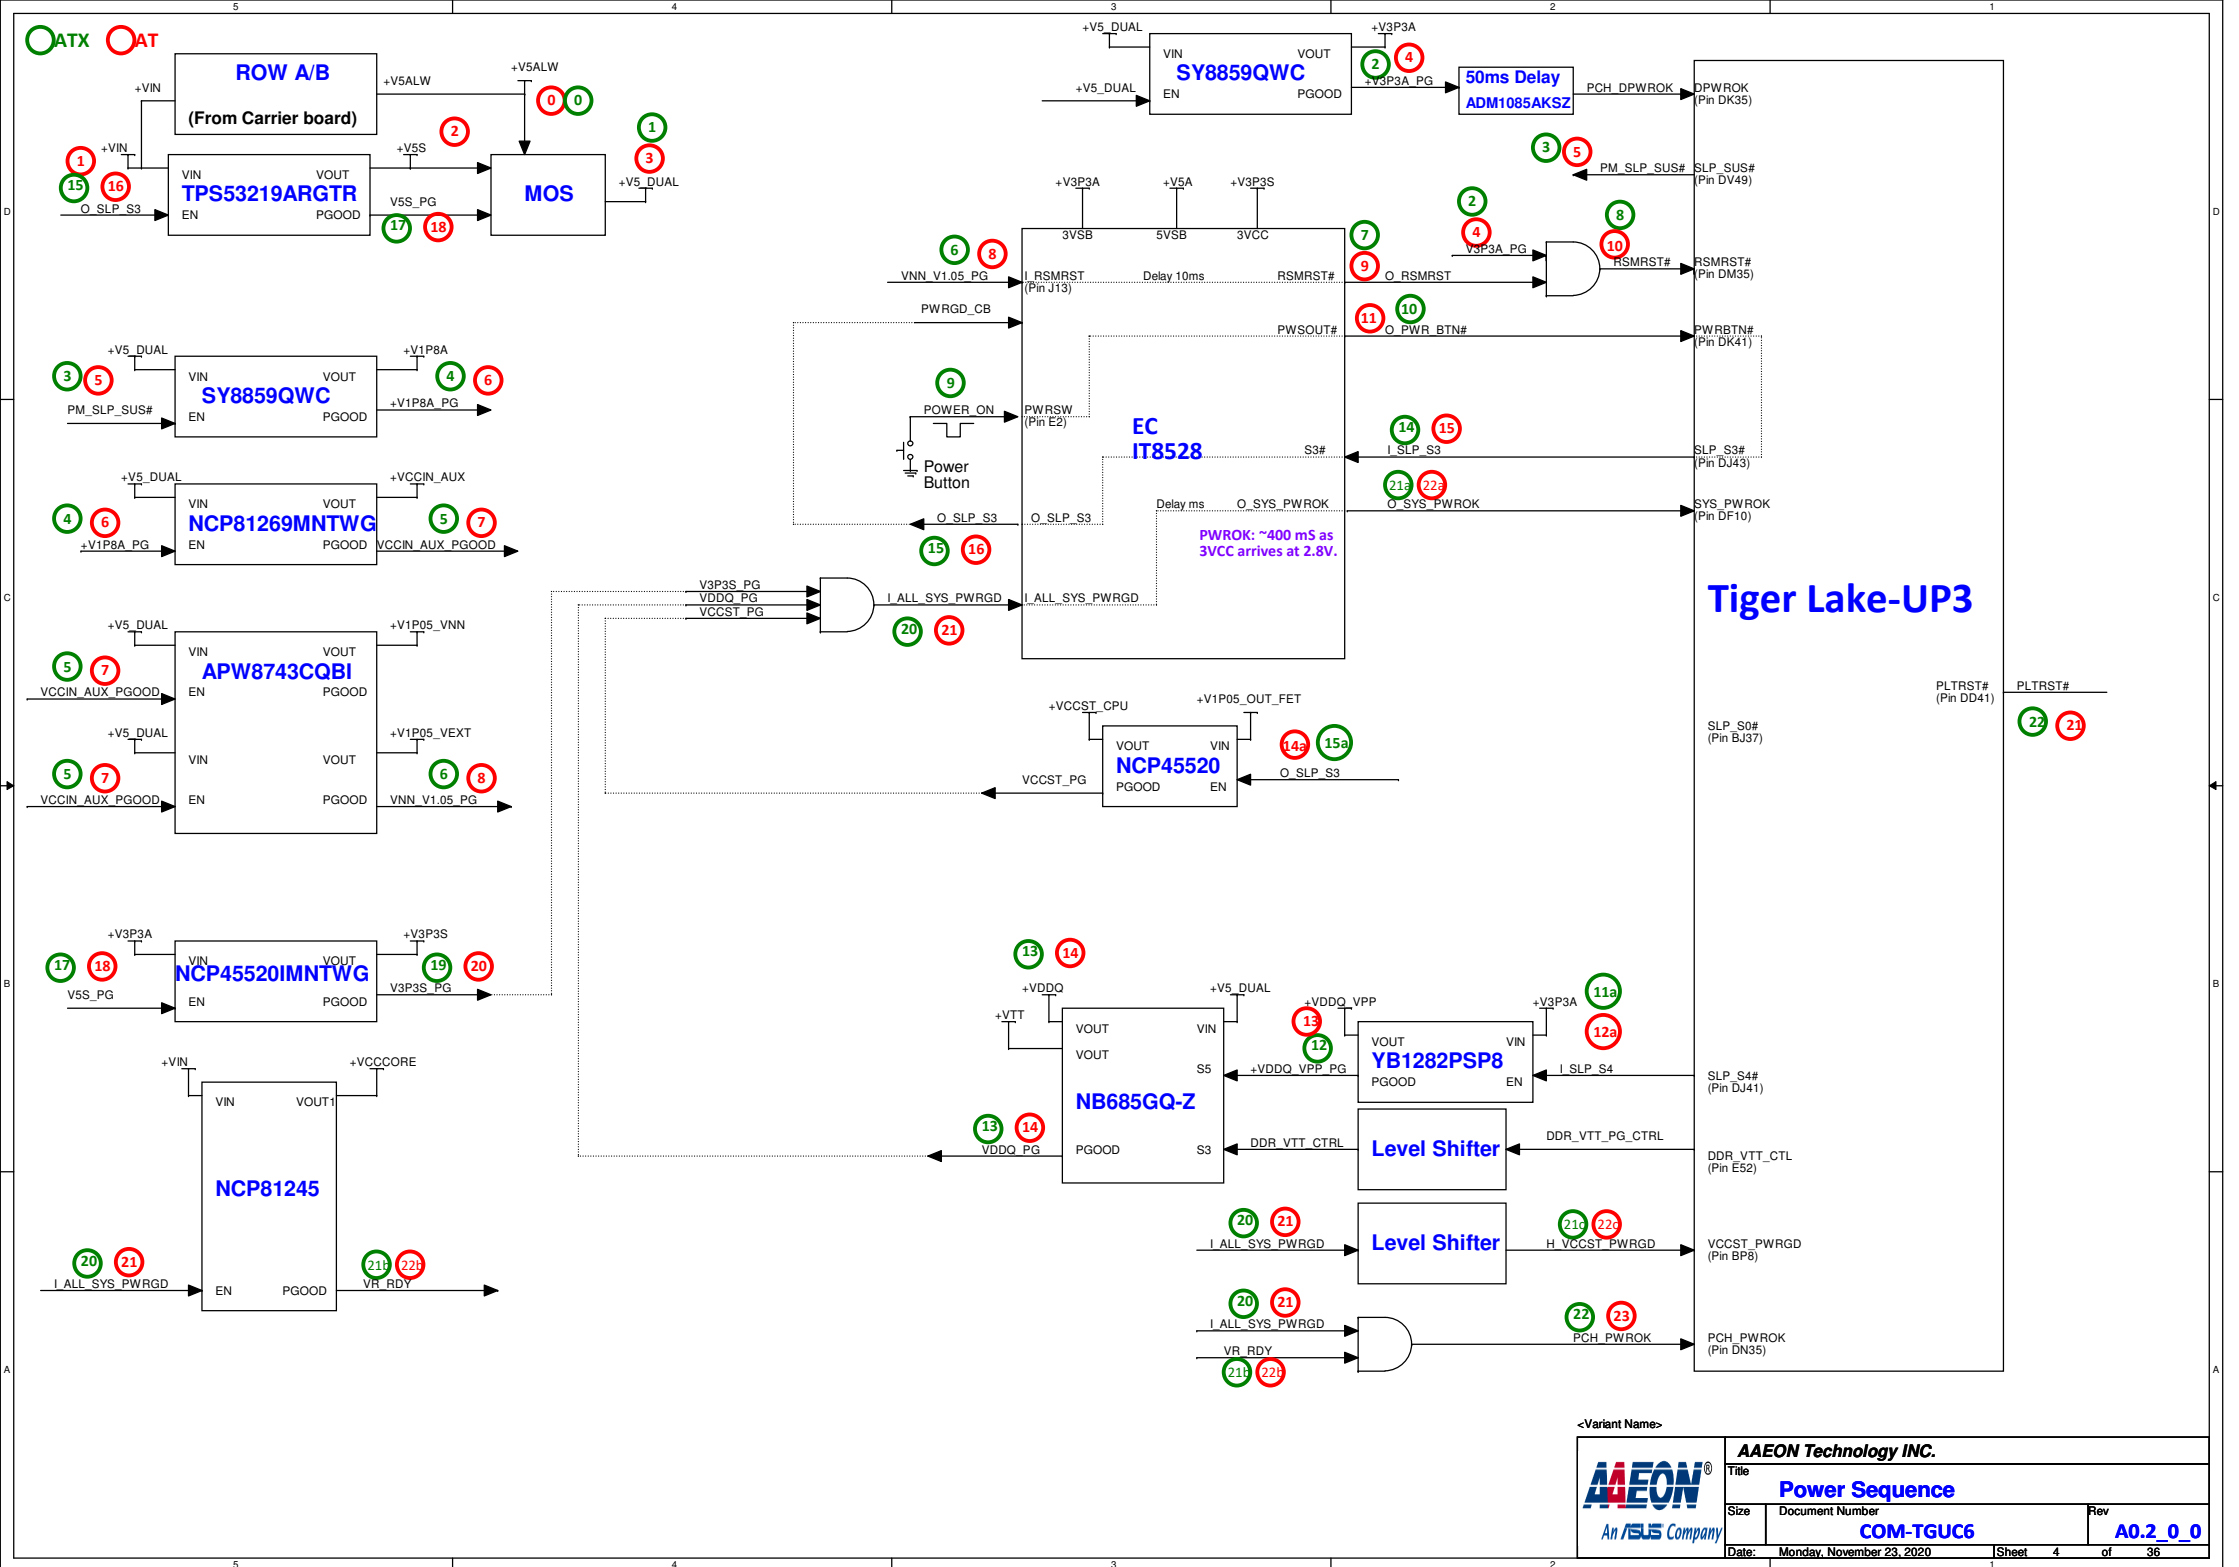 5
4
3
2
1
ATX
AT
ROW A/B
(From Carrier board)
+VIN
+V5ALW
+V5ALW
0
0
1
+VIN
15
16
O_SLP_S3
VIN
VOUT
TPS53219ARGTR
EN
PGOOD
2
+V5S
V5S_PG
17
18
MOS
1
3
+V5_DUAL
+V5_DUAL
+V5_DUAL
VIN
VOUT
SY8859QWC
EN
PGOOD
+V3P3A
2
4
+V3P3A_PG
50ms Delay
ADM1085AKSZ
PCH_DPWROK
DPWROK
(Pin DK35)
3
5
PM_SLP_SUS#
SLP_SUS#
(Pin DV49)
D
D
+V3P3A
+V5A
+V3P3S
3VSB
5VSB
3VCC
6
8
VNN_V1.05_PG
I_RSMRST
(Pin J13)
Delay 10ms
RSMRST#
7
9
O_RSMRST
2
4
V3P3A_PG
8
10
RSMRST#
RSMRST#
(Pin DM35)
PWRGD_CB
PWSOUT#
11
10
O_PWR_BTN#
PWRBTN#
(Pin DK41)
+V5_DUAL
3
5
PM_SLP_SUS#
VIN
VOUT
SY8859QWC
EN
PGOOD
+V1P8A
4
6
+V1P8A_PG
9
POWER_ON
Power
Button
PWRSW
(Pin E2)
EC
IT8528
S3#
14
15
I_SLP_S3
SLP_S3#
(Pin DJ43)
+V5_DUAL
4
6
+V1P8A_PG
VIN
VOUT
NCP81269MNTWG
EN
PGOOD
+VCCIN_AUX
5
7
VCCIN_AUX_PGOOD
O_SLP_S3
O_SLP_S3
15
16
Delay ms
O_SYS_PWROK
21a
22a
O_SYS_PWROK
SYS_PWROK
(Pin DF10)
PWROK: ~400 mS as
3VCC arrives at 2.8V.
C
C
V3P3S_PG
VDDQ_PG
VCCST_PG
I_ALL_SYS_PWRGD
I_ALL_SYS_PWRGD
20
21
Tiger Lake-UP3
+V5_DUAL
5
7
VCCIN_AUX_PGOOD
VIN
VOUT
APW8743CQBI
EN
PGOOD
+V1P05_VNN
+V5_DUAL
5
7
VCCIN_AUX_PGOOD
VIN
VOUT
EN
PGOOD
+V1P05_VEXT
6
8
VNN_V1.05_PG
PLTRST#
(Pin DD41)
PLTRST#
22
21
SLP_S0#
(Pin BJ37)
+VCCST_CPU
+V1P05_OUT_FET
VOUT
VIN
NCP45520
PGOOD
EN
14a
15a
O_SLP_S3
VCCST_PG
+V3P3A
17
18
V5S_PG
VIN
VOUT
NCP45520IMNTWG
EN
PGOOD
+V3P3S
19
20
V3P3S_PG
B
B
13
14
+VDDQ
+VTT
+V5_DUAL
VOUT
VIN
VOUT
S5
NB685GQ-Z
PGOOD
S3
13
14
VDDQ_PG
+VDDQ_VPP
13
12
+VDDQ_VPP_PG
+V3P3A
11a
12a
VOUT
VIN
YB1282PSP8
PGOOD
EN
I_SLP_S4
SLP_S4#
(Pin DJ41)
DDR_VTT_CTRL
Level Shifter
DDR_VTT_PG_CTRL
DDR_VTT_CTL
(Pin E52)
+VIN
+VCCCORE
VIN
VOUT1
NCP81245
EN
PGOOD
20
21
I_ALL_SYS_PWRGD
21b
22b
VR_RDY
20
21
I_ALL_SYS_PWRGD
Level Shifter
21c
22c
H_VCCST_PWRGD
VCCST_PWRGD
(Pin BP8)
20
21
I_ALL_SYS_PWRGD
VR_RDY
21b
22b
22
23
PCH_PWROK
PCH_PWROK
(Pin DN35)
A
A
<Variant Name>
AAEON®
An ASUS Company
AAEON Technology INC.
Title
Power Sequence
Size
Document Number
Rev
COM-TGUC6
A0.2_0_0
Date:
Monday, November 23, 2020
Sheet 4 of 36
5
4
3
2
1